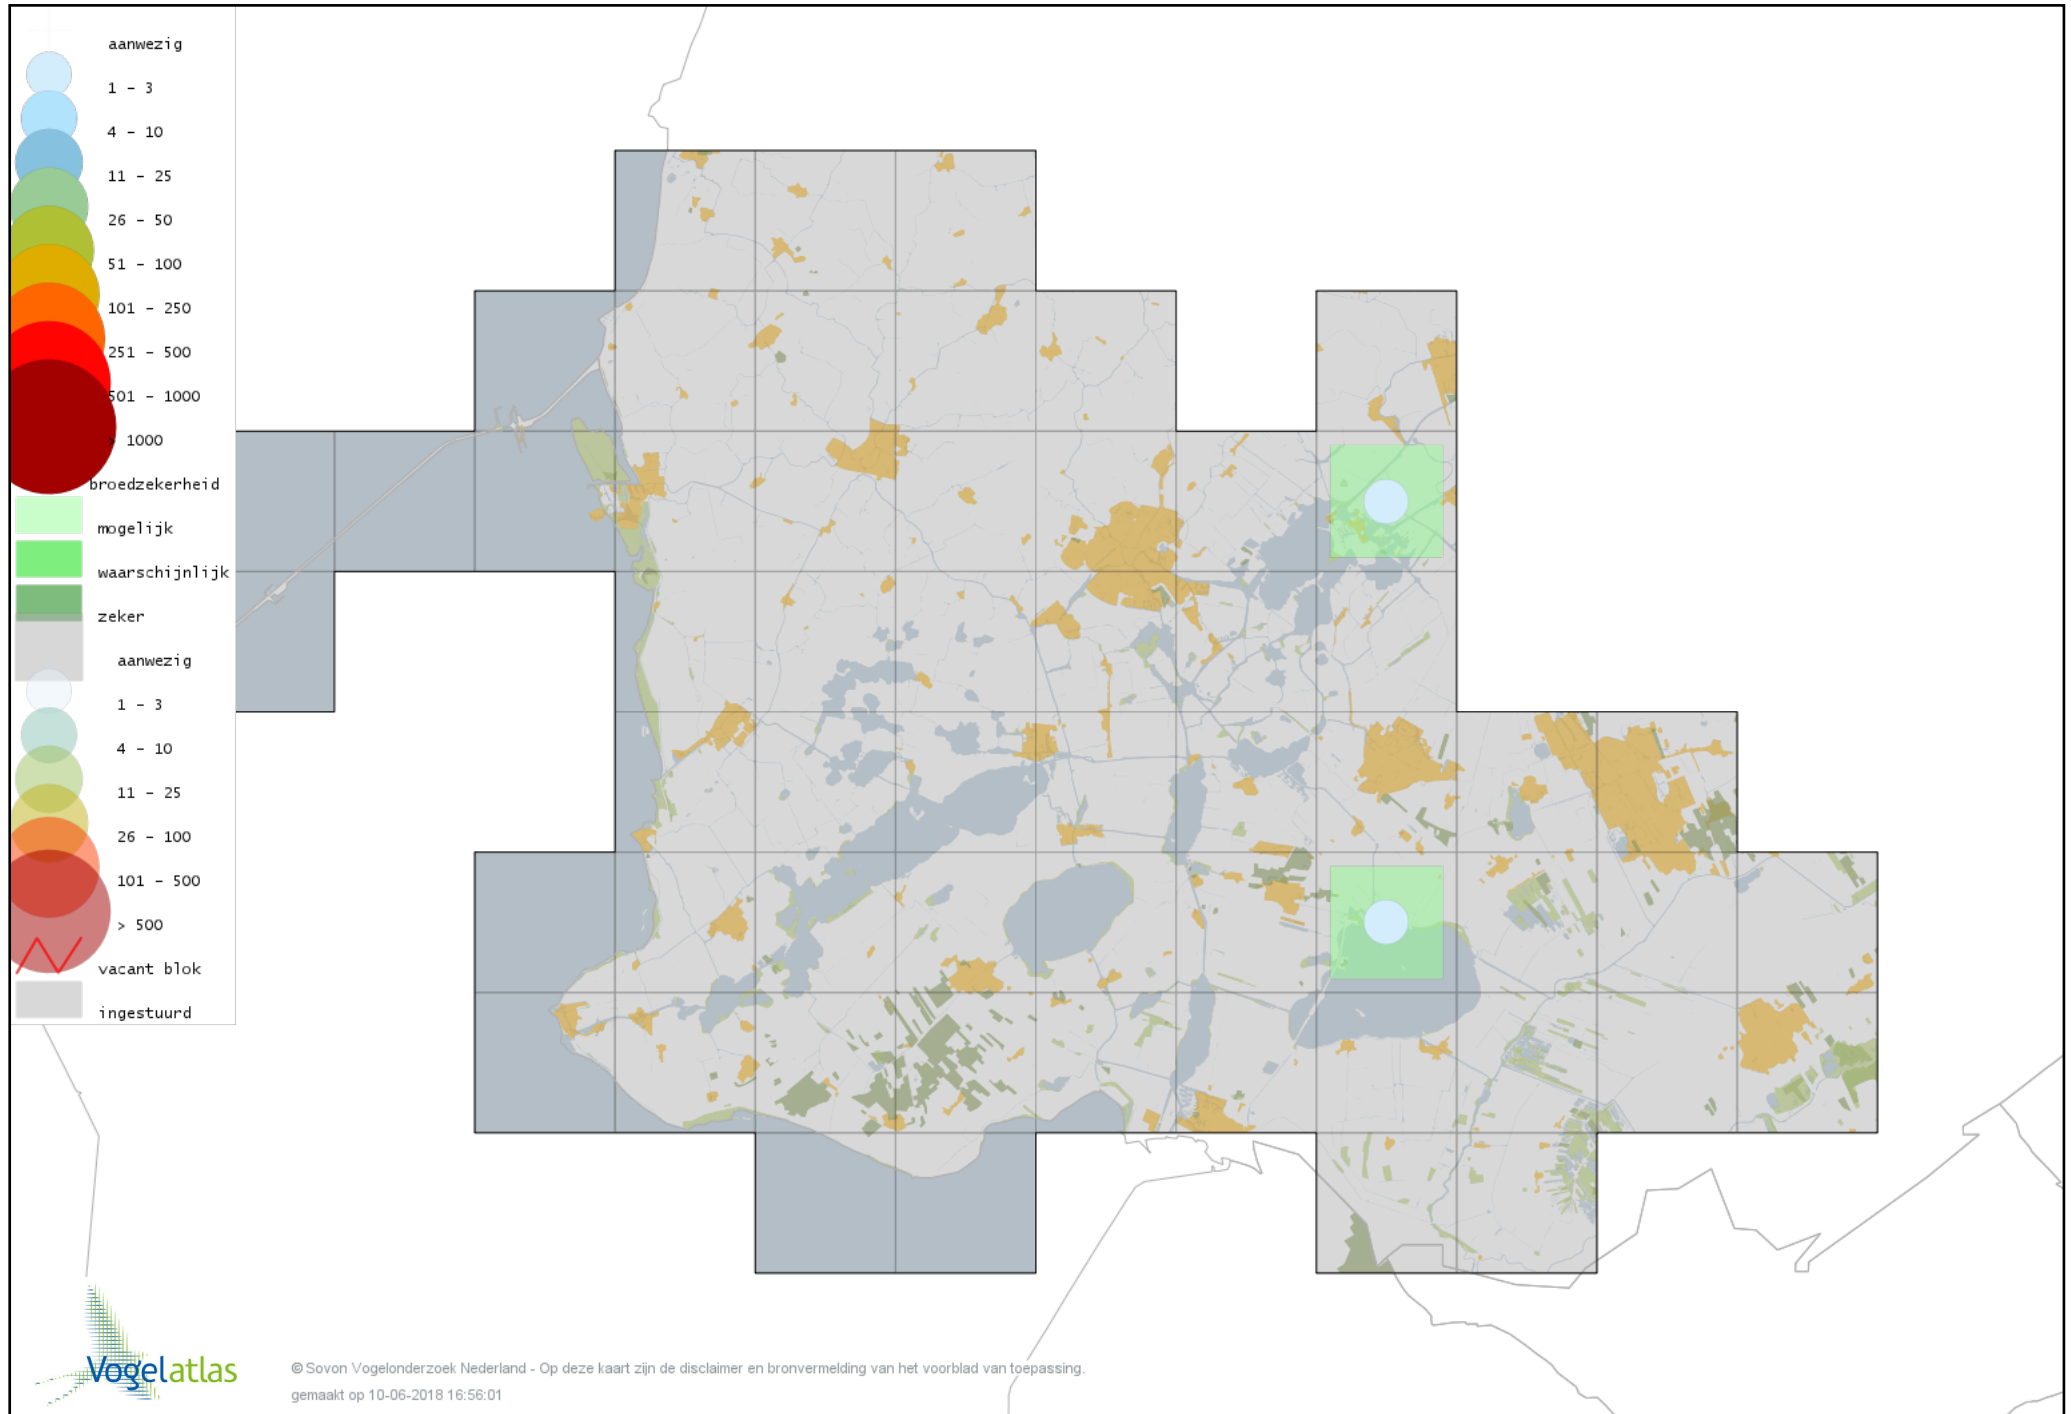 aanwezig
1 - 3
4 - 10
11 - 25
26 - 50
51 - 100
101 - 250
251 - 500
501 - 1000
> 1000
broedzekerheid
mogelijk
waarschijnlijk
zeker
aanwezig
1 - 3
4 - 10
11 - 25
26 - 100
101 - 500
> 500
vacant blok
ingestuurd
Vogelatlas
© Sovon Vogelonderzoek Nederland - Op deze kaart zijn de disclaimer en bronvermelding van het voorblad van toepassing.
gemaakt op 10-06-2018 16:56:01